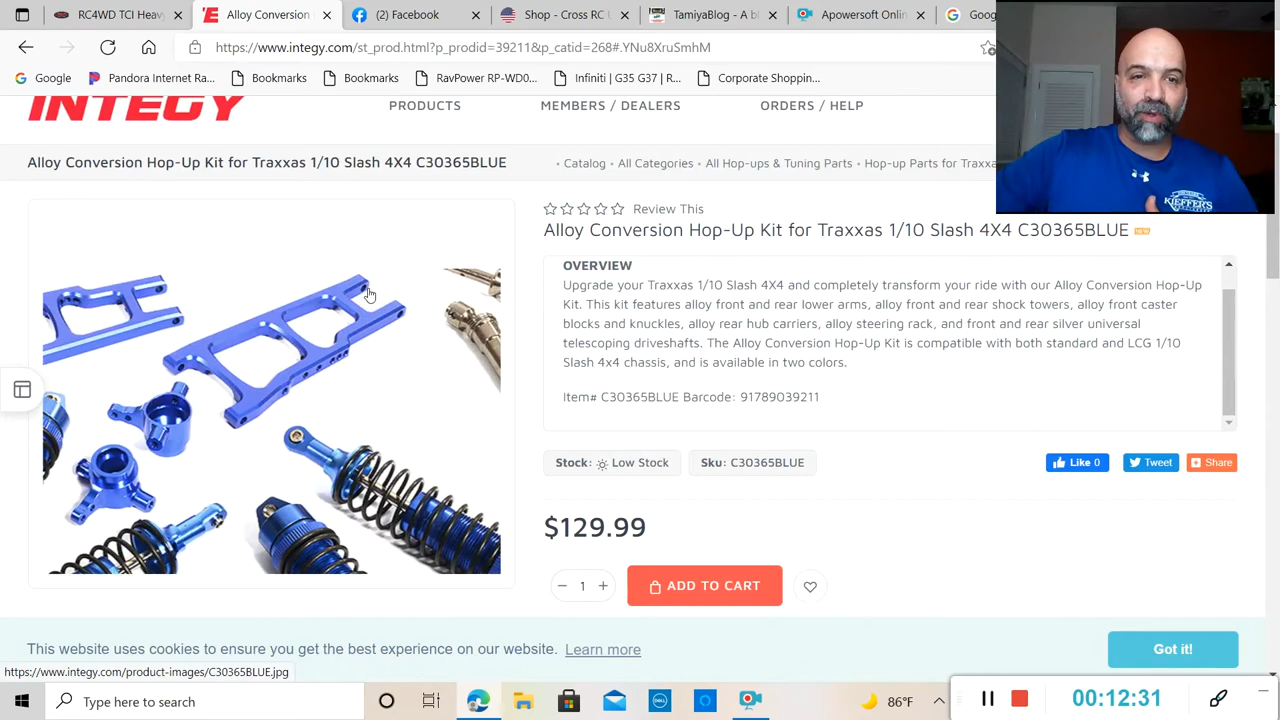 RC4WD TCI Heav
Alloy Conversion
(2) Facebook
Shop - Cross RC U
TamiyaBlog - A b
Apowersoft Onlin
Goog
https://www.integy.com/st_prod.html?p_prodid=39211&p_catid=268#.YNu8XruSmhM
Google
Pandora Internet Ra...
Bookmarks
Bookmarks
RavPower RP-WD0...
Infiniti | G35 G37 | R...
Corporate Shoppin...
INTEGY
PRODUCTS
MEMBERS / DEALERS
ORDERS / HELP
Alloy Conversion Hop-Up Kit for Traxxas 1/10 Slash 4X4 C30365BLUE
• Catalog • All Categories • All Hop-ups & Tuning Parts • Hop-up Parts for Traxxa
KIEFFER'S
Review This
Alloy Conversion Hop-Up Kit for Traxxas 1/10 Slash 4X4 C30365BLUE
OVERVIEW
Upgrade your Traxxas 1/10 Slash 4X4 and completely transform your ride with our Alloy Conversion Hop-Up
Kit. This kit features alloy front and rear lower arms, alloy front and rear shock towers, alloy front caster
blocks and knuckles, alloy rear hub carriers, alloy steering rack, and front and rear silver universal
telescoping driveshafts. The Alloy Conversion Hop-Up Kit is compatible with both standard and LCG 1/10
Slash 4x4 chassis, and is available in two colors.
Item# C30365BLUE Barcode: 91789039211
Stock: Low Stock
Sku: C30365BLUE
Like 0
Tweet
Share
$129.99
1
ADD TO CART
This website uses cookies to ensure you get the best experience on our website. Learn more
Got it!
https://www.integy.com/product-images/C30365BLUE.jpg
Type here to search
DELL
86°F
00:12:31